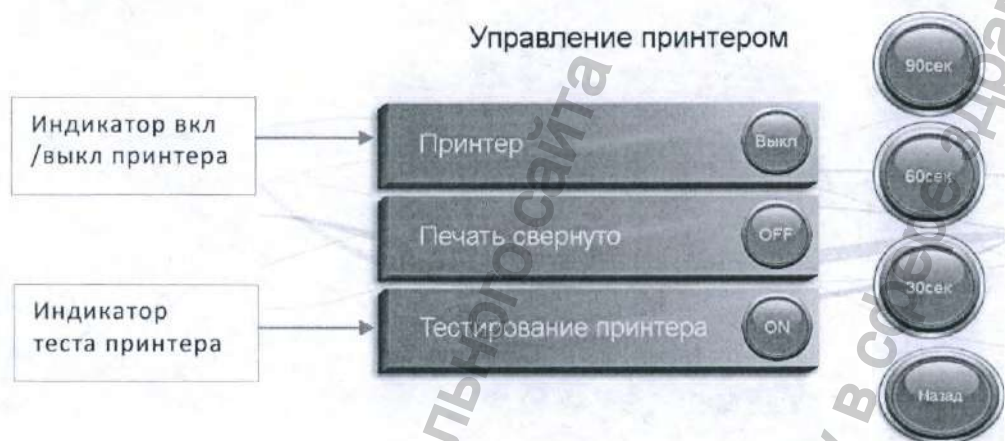 Управление принтером
90сек
Индикатор вкл
/выкл принтера
Принтер
Выкл
60сек
Печать свернуто
OFF
30сек
Индикатор
теста принтера
Тестирование принтера
ON
Назад
сайта